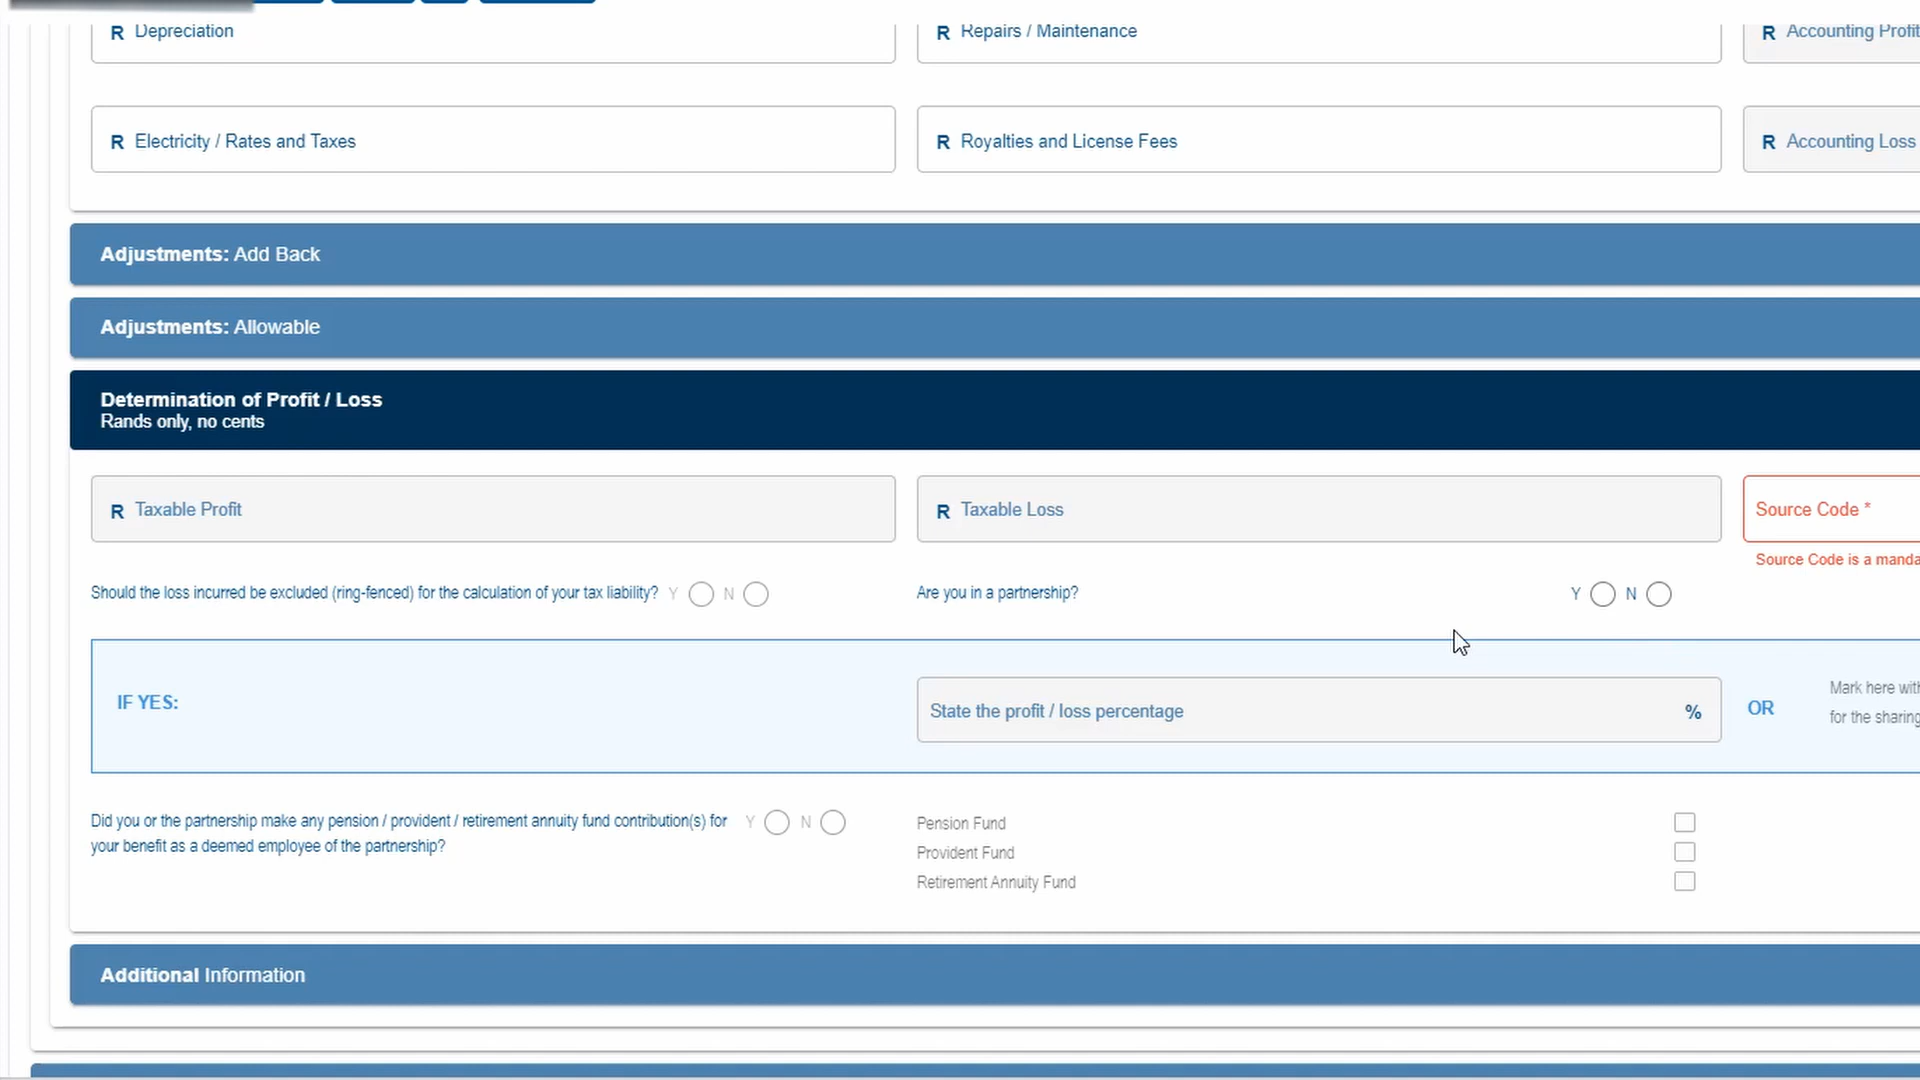 R Depreciation
R Repairs / Maintenance
R Accounting Profit
R Electricity / Rates and Taxes
R Royalties and License Fees
R Accounting Loss
Adjustments: Add Back
Adjustments: Allowable
Determination of Profit / Loss
Rands only, no cents
R Taxable Profit
R Taxable Loss
Source Code *
Source Code is a manda
Should the loss incurred be excluded (ring-fenced) for the calculation of your tax liability? Y N
Are you in a partnership? Y N
IF YES:
State the profit / loss percentage %
OR
Mark here with
for the sharing
Did you or the partnership make any pension / provident / retirement annuity fund contribution(s) for
your benefit as a deemed employee of the partnership?
Y N
Pension Fund
Provident Fund
Retirement Annuity Fund
Additional Information